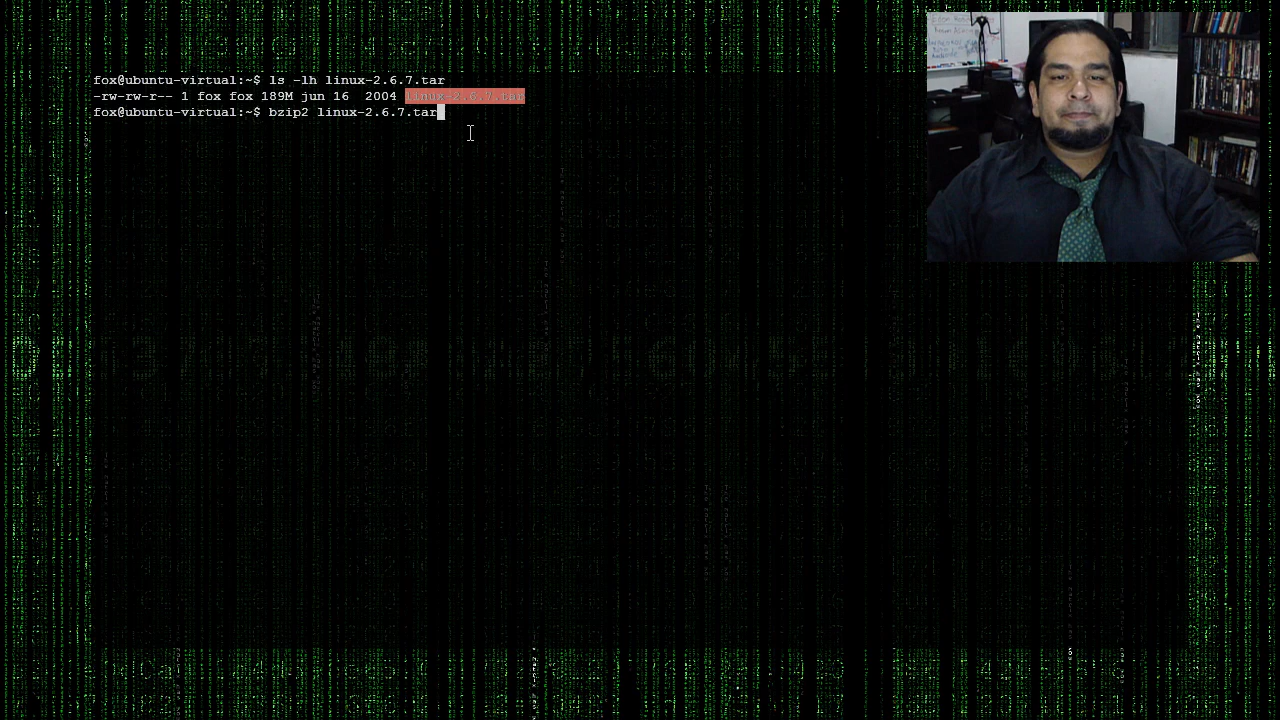 fox@ubuntu-virtual:~$ ls -lh linux-2.6.7.tar
-rw-rw-r-- 1 fox fox 189M jun 16  2004 linux-2.6.7.tar
fox@ubuntu-virtual:~$ bzip2 linux-2.6.7.tar